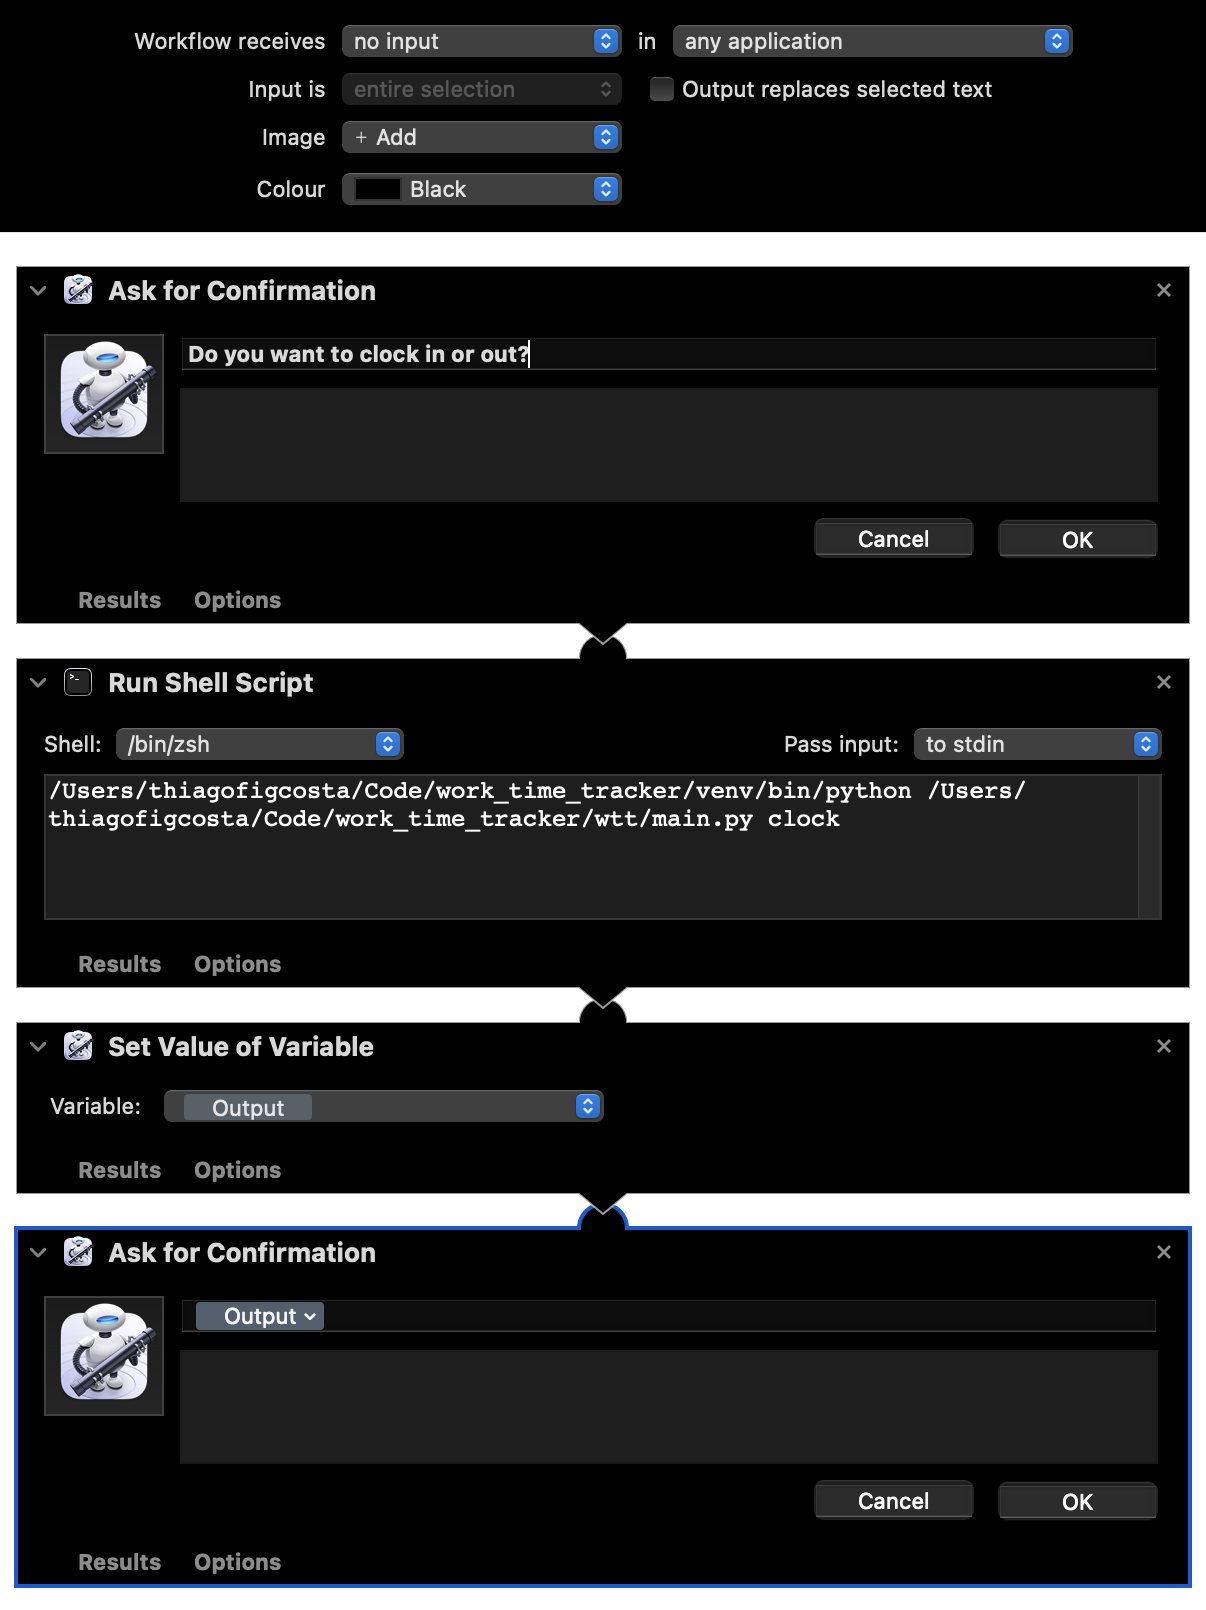 Workflow receives no input in any application
Input is entire selection Output replaces selected text
Image + Add
Colour Black
Ask for Confirmation
Do you want to clock in or out?
Cancel OK
Results Options
Run Shell Script
Shell: /bin/zsh Pass input: to stdin
/Users/thiagofigcosta/Code/work_time_tracker/venv/bin/python /Users/
thiagofigcosta/Code/work_time_tracker/wtt/main.py clock
Results Options
Set Value of Variable
Variable: Output
Results Options
Ask for Confirmation
Output
Cancel OK
Results Options